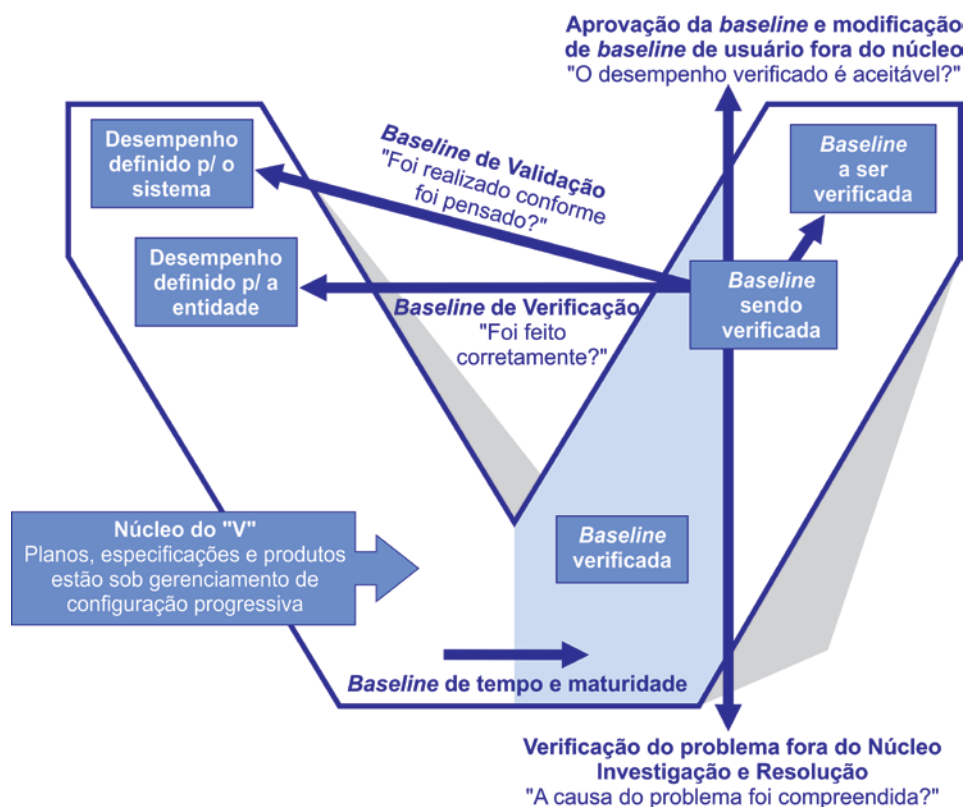 Aprovação da baseline e modificação
de baseline de usuário fora do núcleo
"O desempenho verificado é aceitável?"
Desempenho
definido p/ o
sistema
Baseline de Validação
"Foi realizado conforme
foi pensado?"
Baseline
a ser
verificada
Desempenho
definido p/ a
entidade
Baseline de Verificação
"Foi feito
corretamente?"
Baseline
sendo
verificada
Núcleo do "V"
Planos, especificações e produtos
estão sob gerenciamento de
configuração progressiva
Baseline
verificada
Baseline de tempo e maturidade
Verificação do problema fora do Núcleo
Investigação e Resolução
"A causa do problema foi compreendida?"